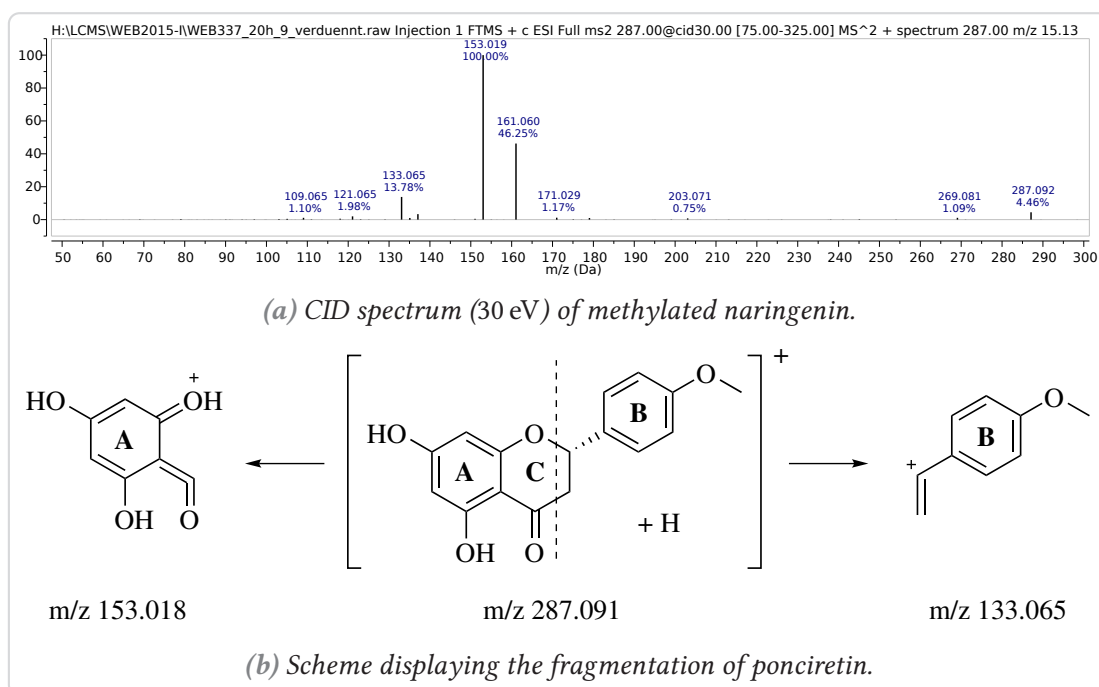 H:\LCMS\WEB2015-I\WEB337_20h_9_verduennt.raw Injection 1 FTMS + c ESI Full ms2 287.00@cid30.00 [75.00-325.00] MS^2 + spectrum 287.00 m/z 15.13
153.019
100.00%
161.060
46.25%
133.065
13.78%
109.065
1.10%
121.065
1.98%
171.029
1.17%
203.071
0.75%
269.081
1.09%
287.092
4.46%
100
80
60
40
20
0
50 60 70 80 90 100 110 120 130 140 150 160 170 180 190 200 210 220 230 240 250 260 270 280 290 300
m/z (Da)
(a) CID spectrum (30 eV) of methylated naringenin.
HO
+
OH
A
OH
O
HO
O
O
B
A
C
OH
O
+ H
+
O
B
+
m/z 153.018
m/z 287.091
m/z 133.065
(b) Scheme displaying the fragmentation of ponciretin.